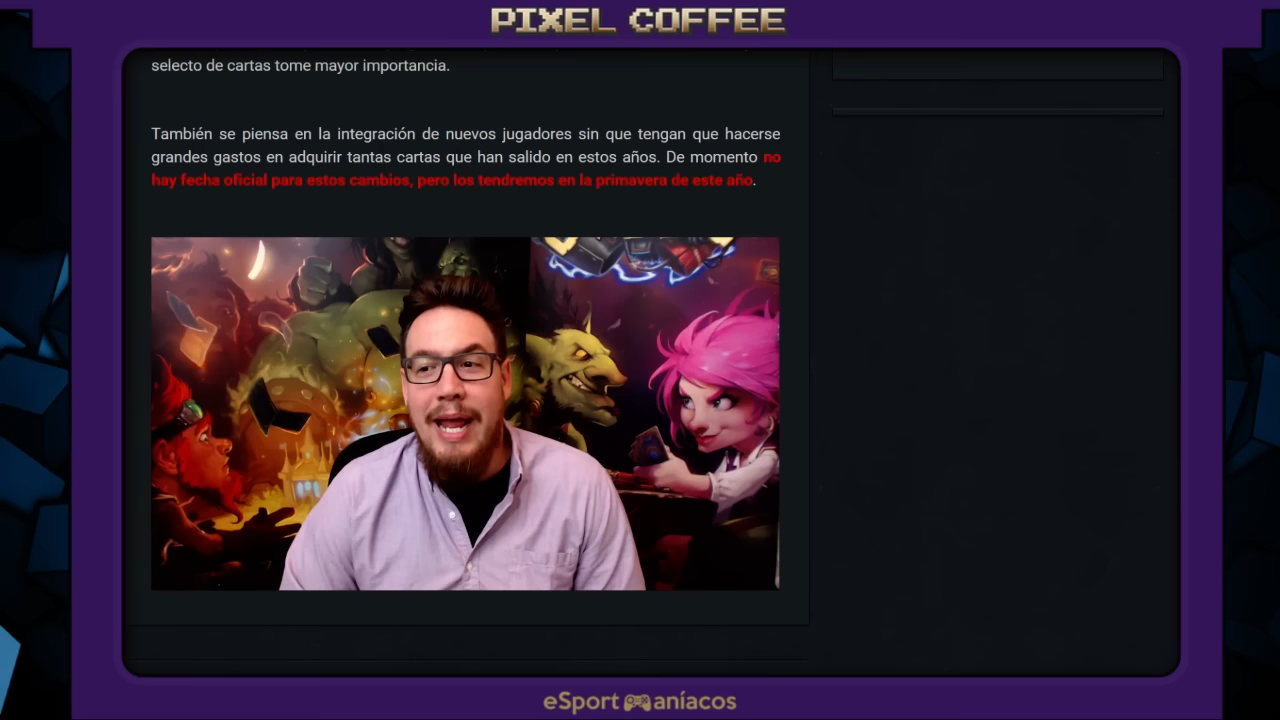 PIXEL COFFEE
selecto de cartas tome mayor importancia.
También se piensa en la integración de nuevos jugadores sin que tengan que hacerse
grandes gastos en adquirir tantas cartas que han salido en estos años. De momento no
hay fecha oficial para estos cambios, pero los tendremos en la primavera de este año.
eSport maníacos